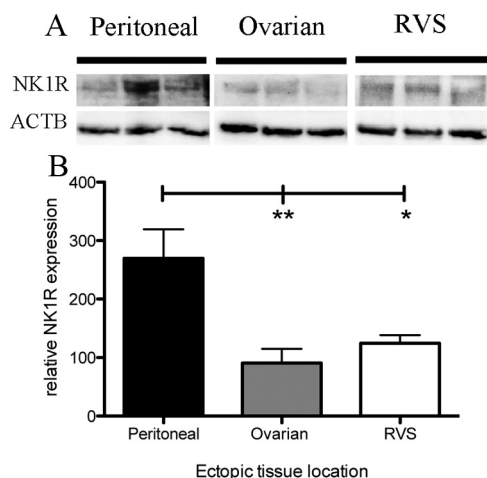 A Peritoneal Ovarian RVS
NK1R
ACTB
B
400
300
200
100
0
** *
relative NK1R expression
Peritoneal Ovarian RVS
Ectopic tissue location